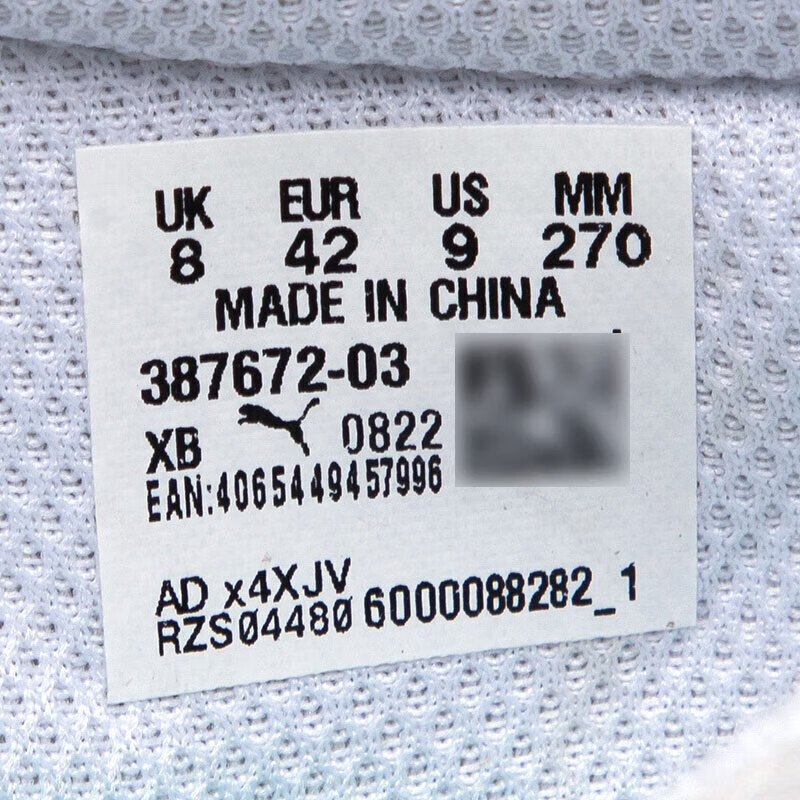 UK EUR US MM
8 42 9 270
MADE IN CHINA
387672-03
XB 0822
EAN:4065449457996
AD x4XJV
RZS04480 6000088282_1